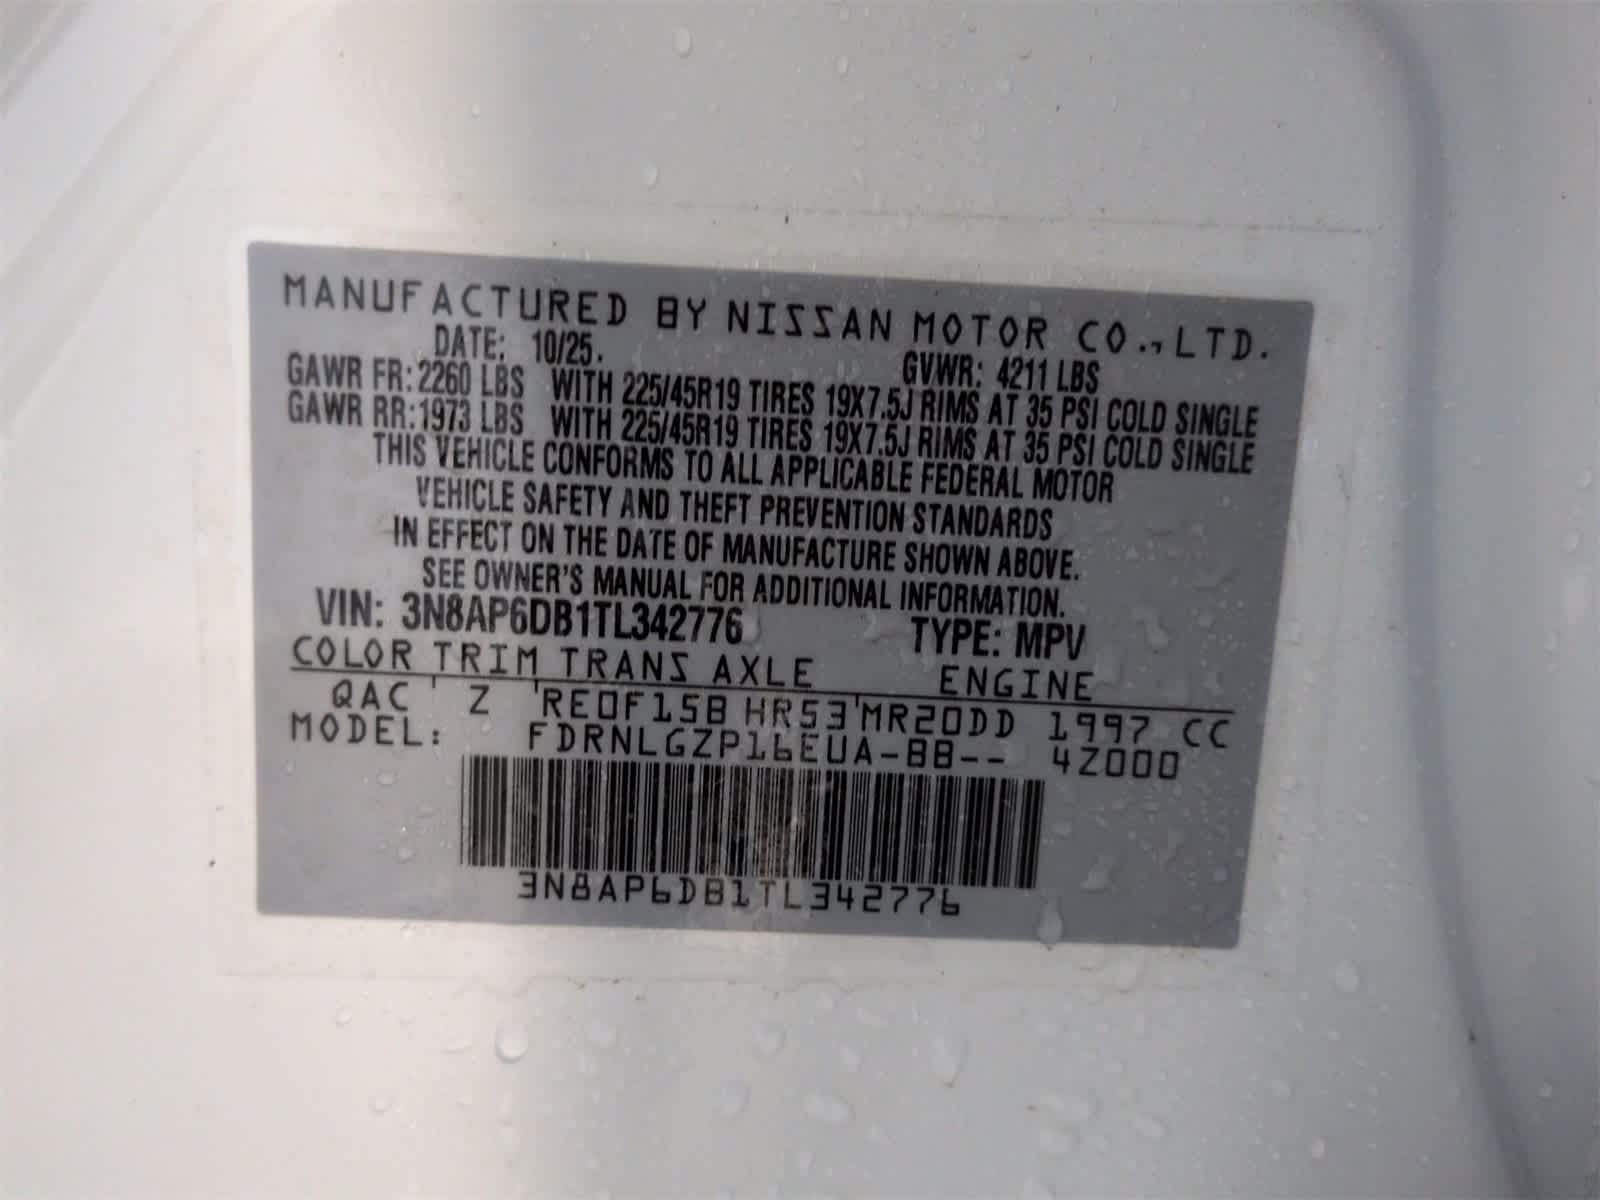 MANUFACTURED BY NISSAN MOTOR CO.,LTD.
DATE: 10/25. GVWR: 4211 LBS
GAWR FR: 2260 LBS WITH 225/45R19 TIRES 19X7.5J RIMS AT 35 PSI COLD SINGLE
GAWR RR: 1973 LBS WITH 225/45R19 TIRES 19X7.5J RIMS AT 35 PSI COLD SINGLE
THIS VEHICLE CONFORMS TO ALL APPLICABLE FEDERAL MOTOR
VEHICLE SAFETY AND THEFT PREVENTION STANDARDS
IN EFFECT ON THE DATE OF MANUFACTURE SHOWN ABOVE.
SEE OWNER'S MANUAL FOR ADDITIONAL INFORMATION.
VIN: 3N8AP6DB1TL342776 TYPE: MPV
COLOR TRIM TRANS AXLE ENGINE
QAC Z RE0F15B HR53 MR20DD 1997 CC
MODEL: FDRNLGZP16EUA-BB-- 4Z000
3N8AP6DB1TL342776